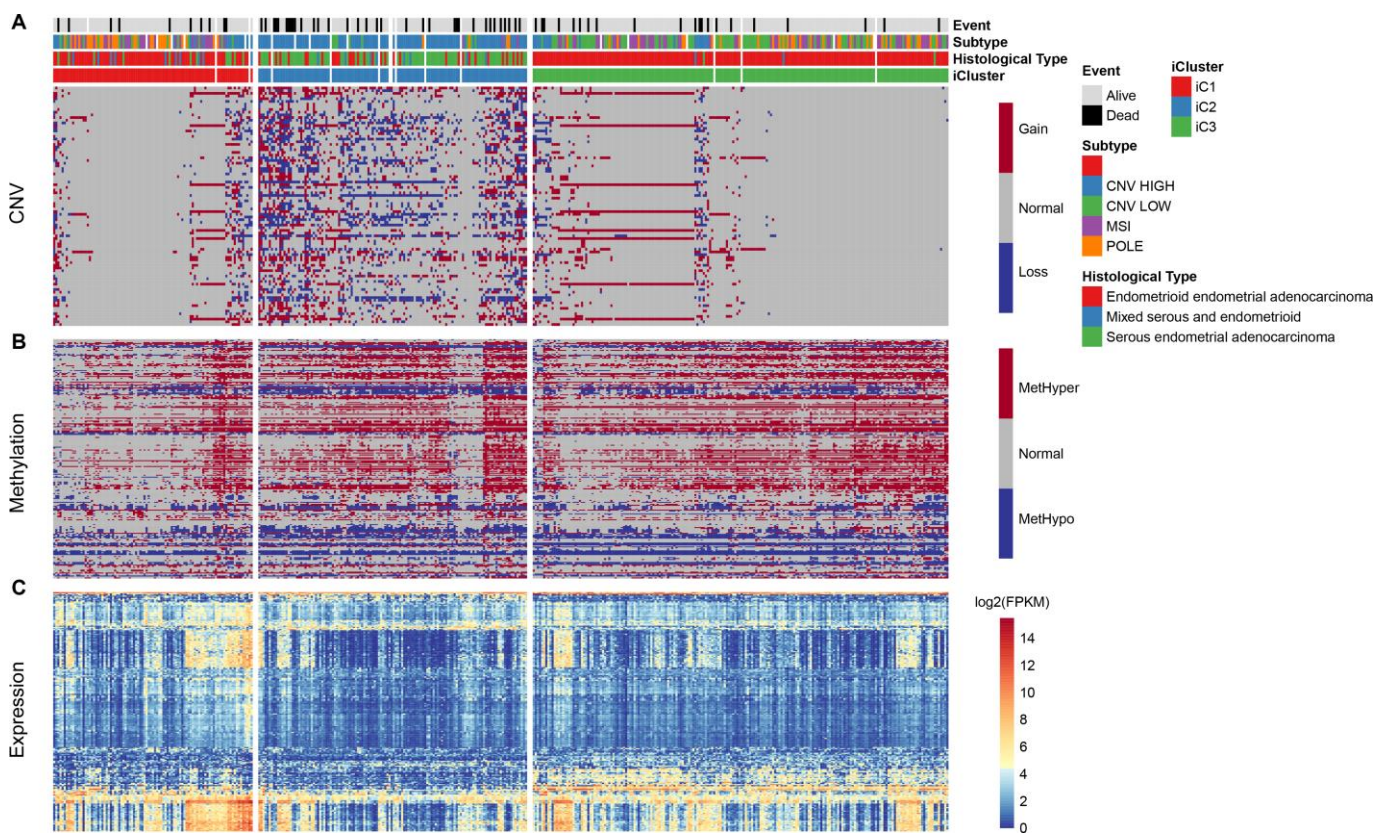 A
Event
Subtype
Histological Type
iCluster
CNV
Gain
Normal
Loss
Event
Alive
Dead
iCluster
iC1
iC2
iC3
Subtype
CNV HIGH
CNV LOW
MSI
POLE
Histological Type
Endometrioid endometrial adenocarcinoma
Mixed serous and endometrioid
Serous endometrial adenocarcinoma
B
Methylation
MetHyper
Normal
MetHypo
C
Expression
log2(FPKM)
14
12
10
8
6
4
2
0